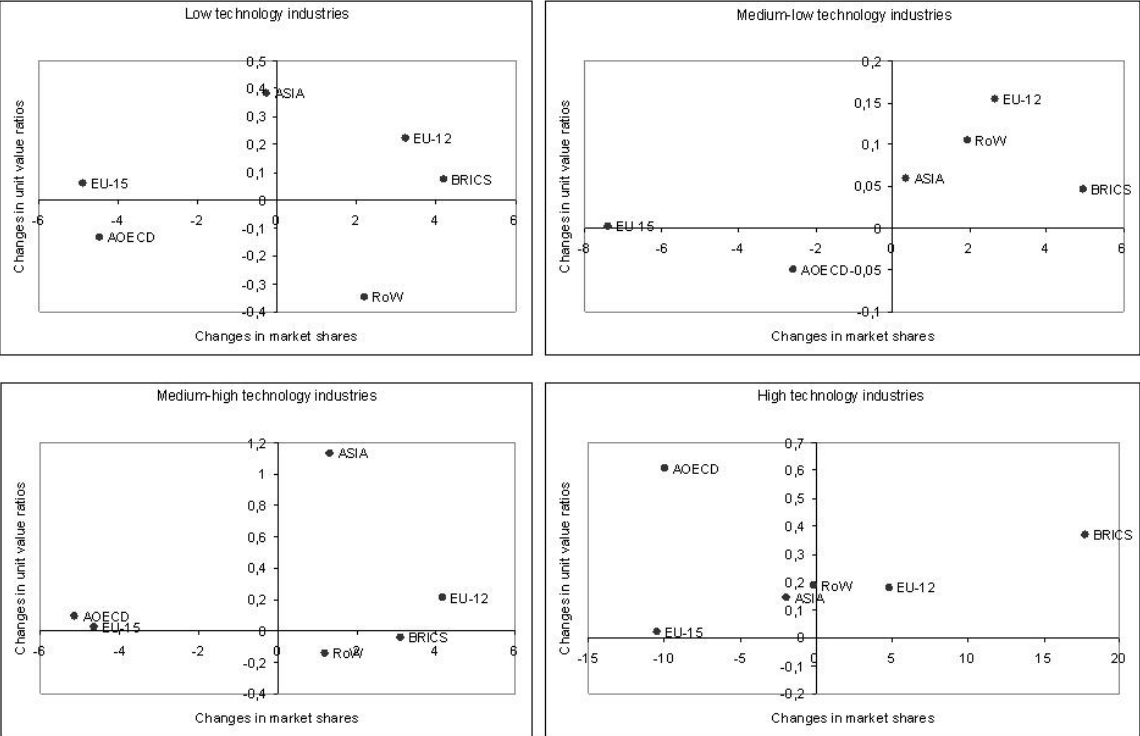 Low technology industries
Changes in unit value ratios
0,5
0,4
0,3
0,2
0,1
0
-0,1
-0,2
-0,3
-0,4
-6
-4
-2
0
2
4
6
ASIA
EU-12
BRICS
EU-15
AOECD
RoW
Changes in market shares
Medium-low technology industries
Changes in unit value ratios
0,2
0,15
0,1
0,05
0
-0,05
-0,1
-8
-6
-4
-2
0
2
4
6
EU-12
RoW
ASIA
BRICS
EU-15
AOECD
Changes in market shares
Medium-high technology industries
Changes in unit value ratios
1,2
1
0,8
0,6
0,4
0,2
0
-0,2
-0,4
-6
-4
-2
0
2
4
6
ASIA
EU-12
AOECD
EU-15
BRICS
RoW
Changes in market shares
High technology industries
Changes in unit value ratios
0,7
0,6
0,5
0,4
0,3
0,2
0,1
0
-0,1
-0,2
-15
-10
-5
0
5
10
15
20
AOECD
BRICS
RoW
EU-12
ASIA
EU-15
Changes in market shares